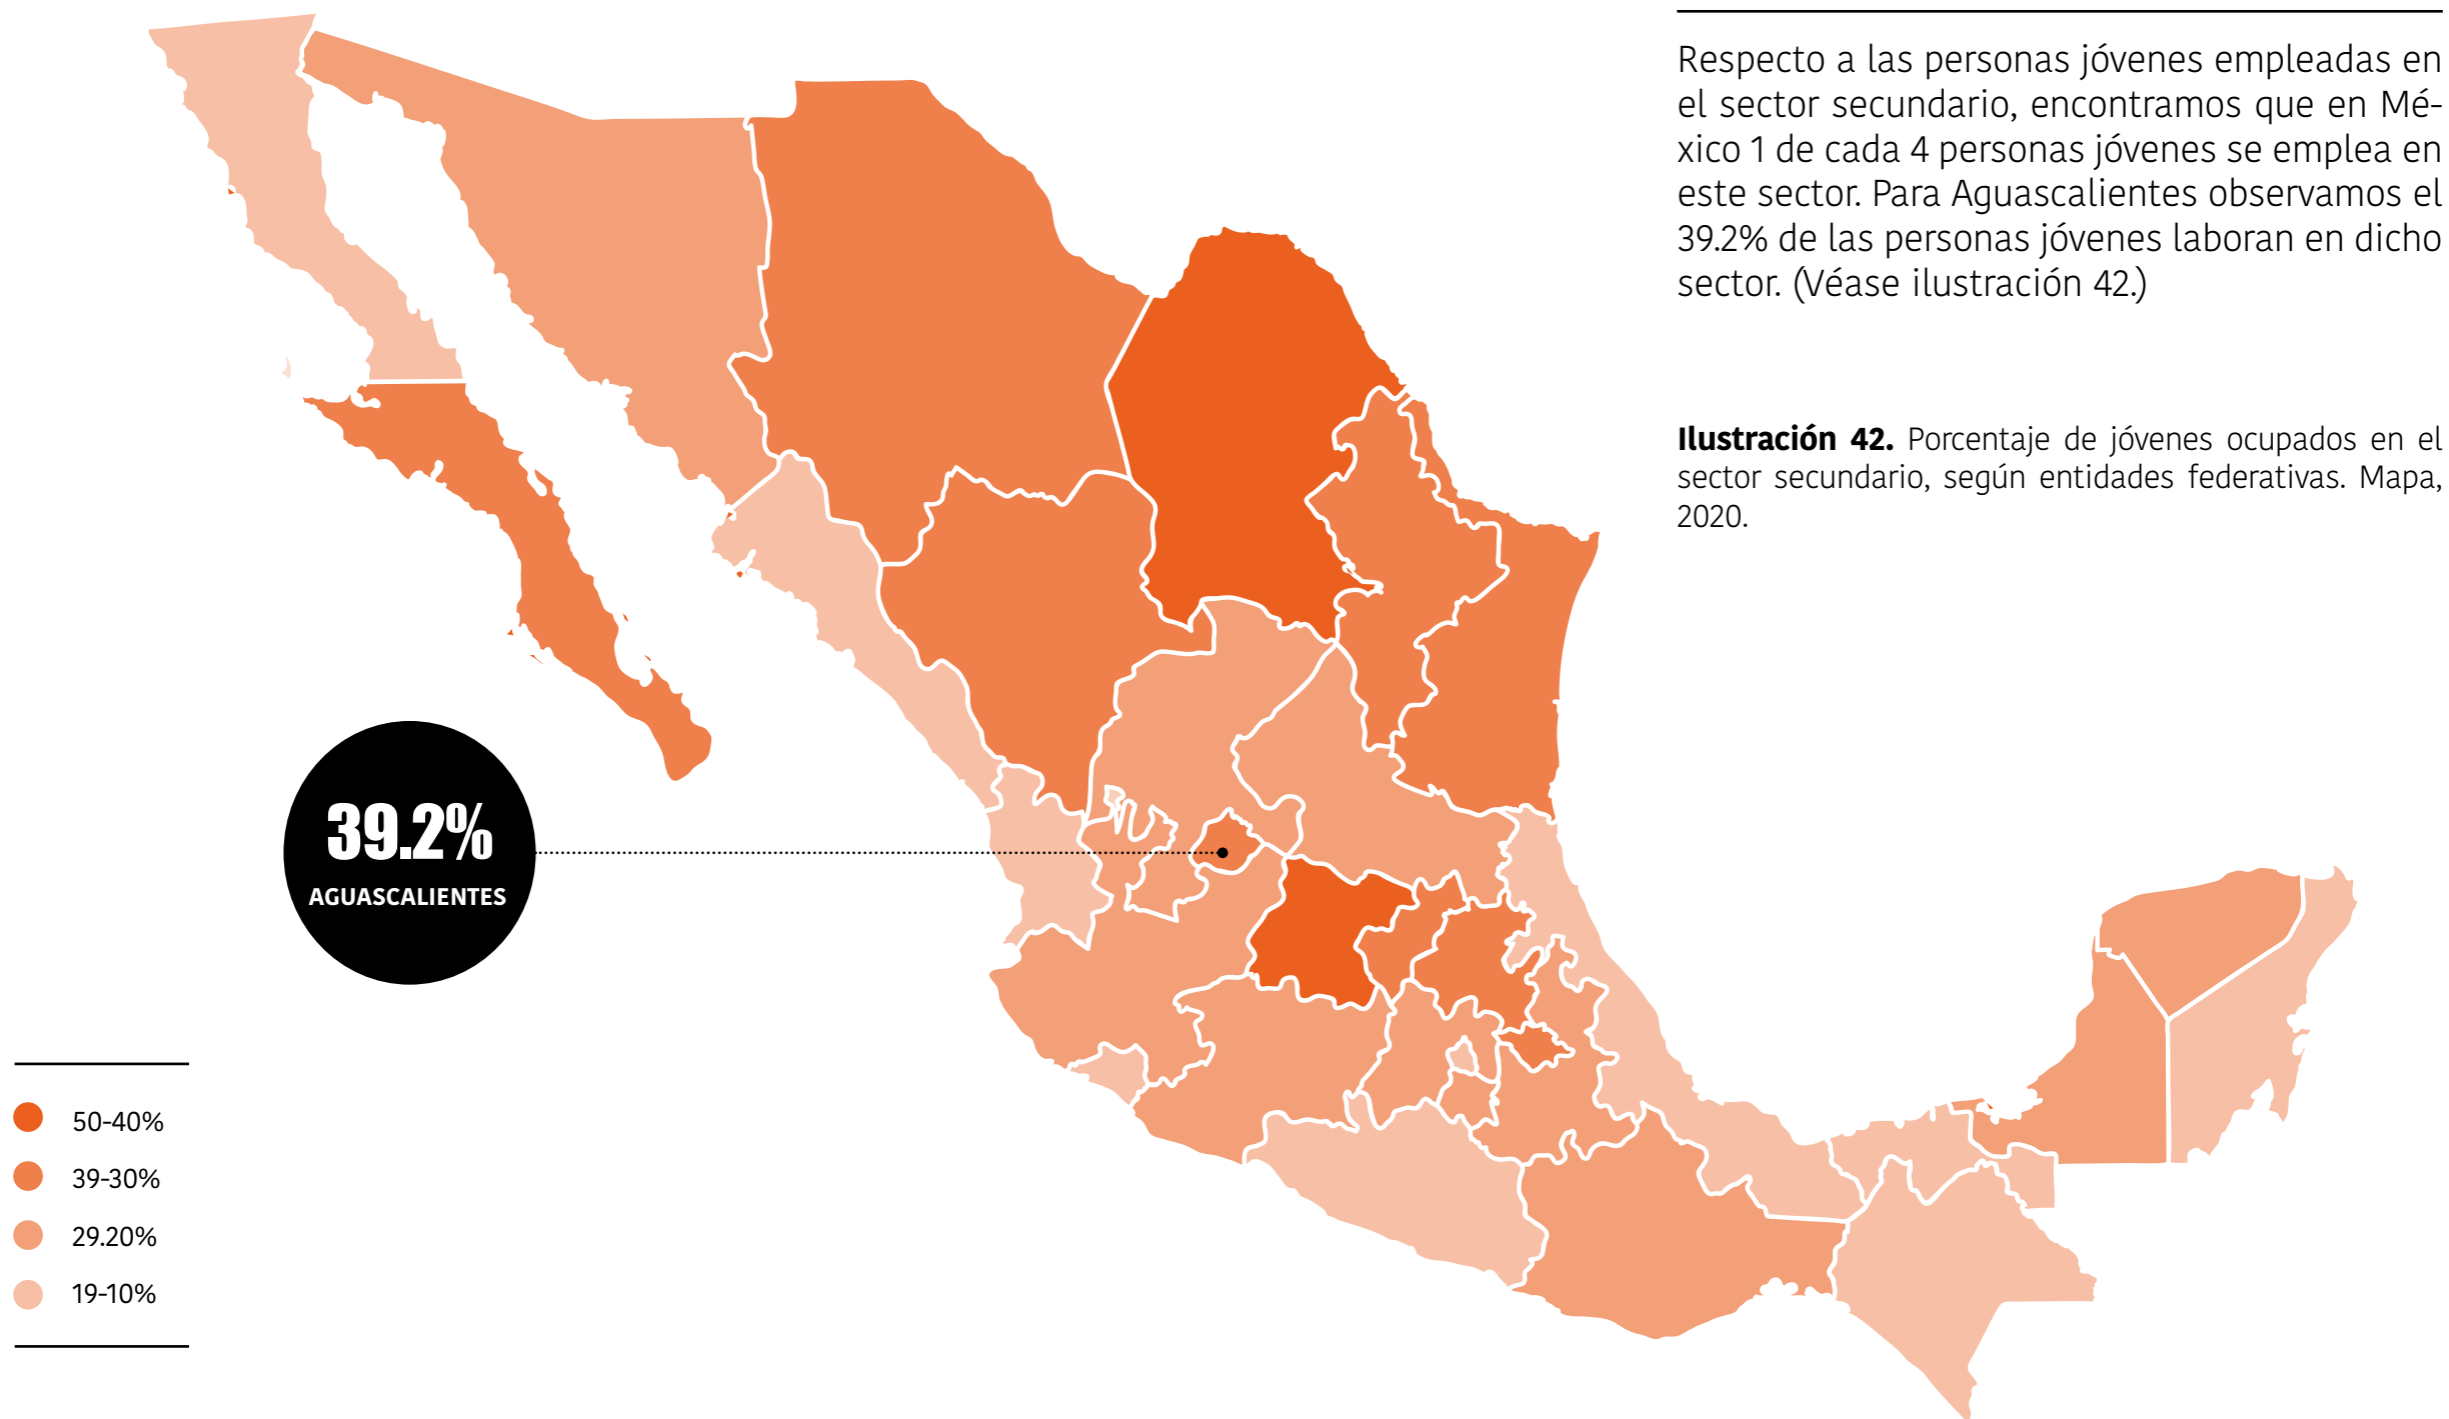 Respecto a las personas jóvenes empleadas en
el sector secundario, encontramos que en Mé-
xico 1 de cada 4 personas jóvenes se emplea en
este sector. Para Aguascalientes observamos el
39.2% de las personas jóvenes laboran en dicho
sector. (Véase ilustración 42.)
Ilustración 42. Porcentaje de jóvenes ocupados en el
sector secundario, según entidades federativas. Mapa,
2020.
39.2%
AGUASCALIENTES
50-40%
39-30%
29.20%
19-10%